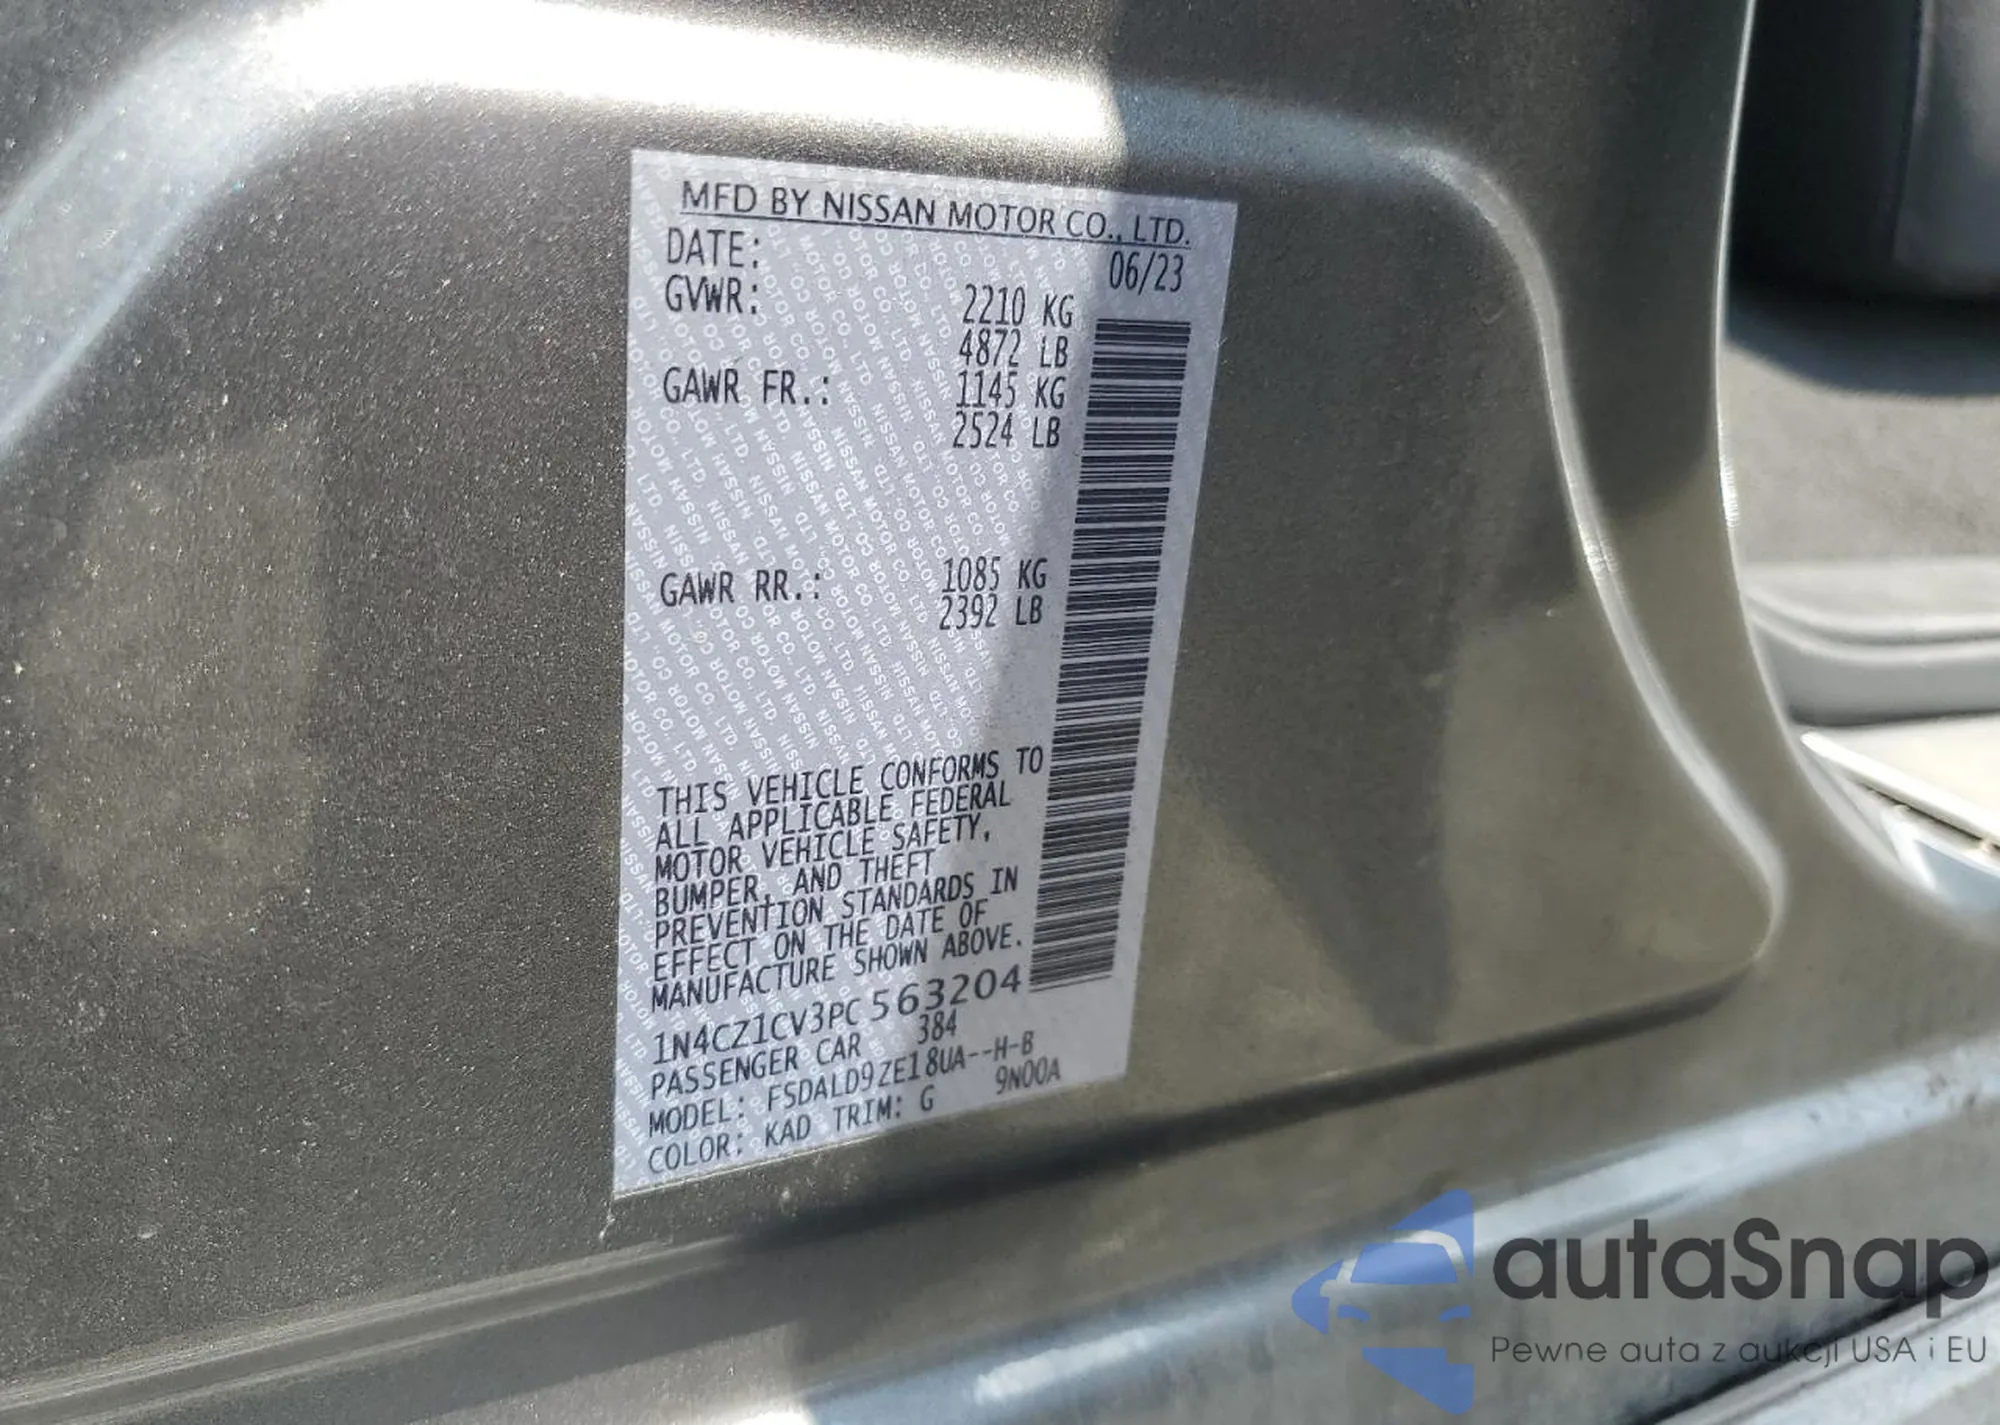 MFD BY NISSAN MOTOR CO., LTD.
DATE: 06/23
GVWR: 2210 KG
4872 LB
GAWR FR.: 1145 KG
2524 LB
GAWR RR.: 1085 KG
2392 LB
THIS VEHICLE CONFORMS TO
ALL APPLICABLE FEDERAL
MOTOR VEHICLE SAFETY,
BUMPER, AND THEFT
PREVENTION STANDARDS IN
EFFECT ON THE DATE OF
MANUFACTURE SHOWN ABOVE.
1N4CZ1CV3PC563204
PASSENGER CAR 384
MODEL: FSDALD9ZE18UA--H-B
COLOR: KAD TRIM: G 9N00A
autaSnap
Pewne auta z aukcji USA i EU